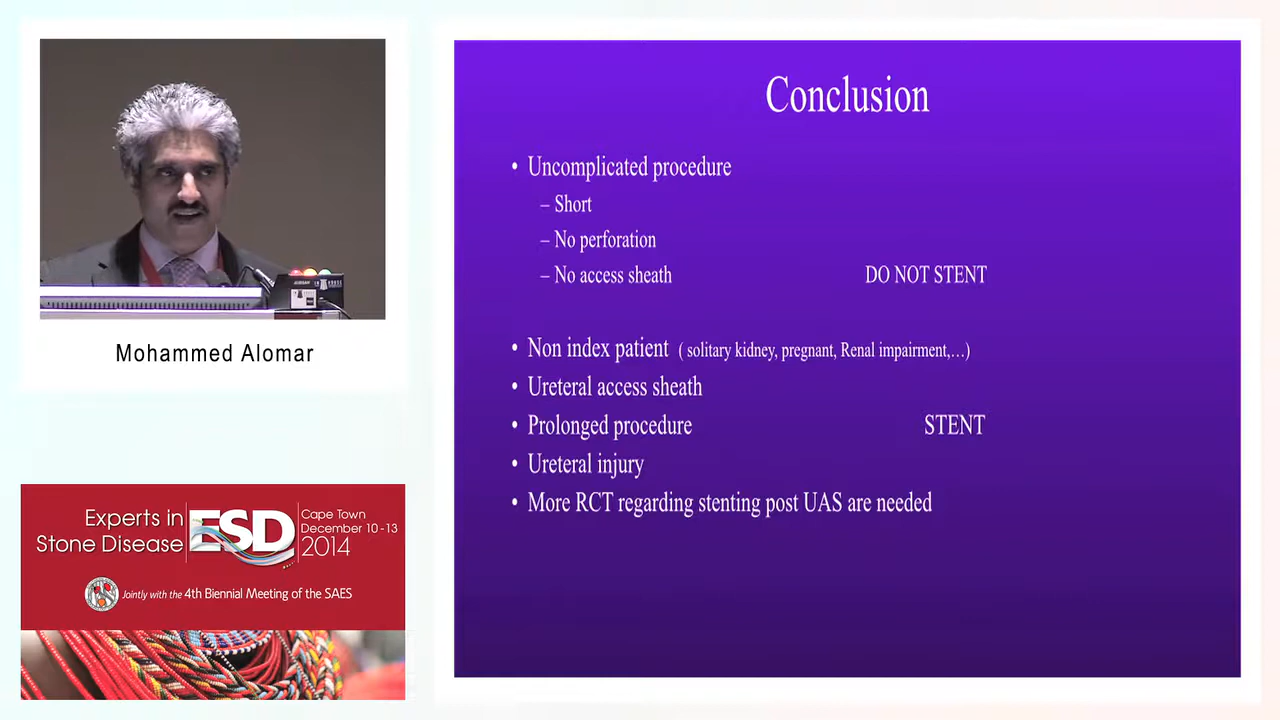 Conclusion
• Uncomplicated procedure
– Short
– No perforation
– No access sheath DO NOT STENT
• Non index patient ( solitary kidney, pregnant, Renal impairment,…)
• Ureteral access sheath
• Prolonged procedure STENT
• Ureteral injury
• More RCT regarding stenting post UAS are needed
Mohammed Alomar
Experts in
Stone Disease
ESD
Cape Town
December 10-13
2014
Jointly with the 4th Biennial Meeting of the SAES